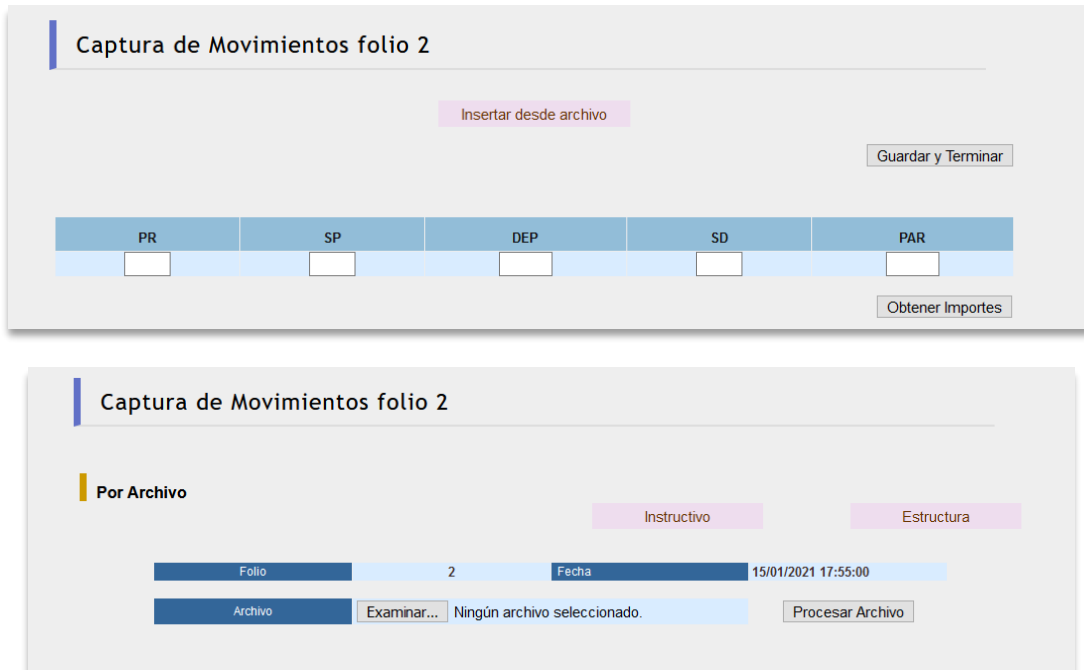 Captura de Movimientos folio 2
Insertar desde archivo
Guardar y Terminar
PR SP DEP SD PAR
Obtener Importes
Captura de Movimientos folio 2
Por Archivo
Instructivo Estructura
Folio 2 Fecha 15/01/2021 17:55:00
Archivo Examinar... Ningún archivo seleccionado. Procesar Archivo